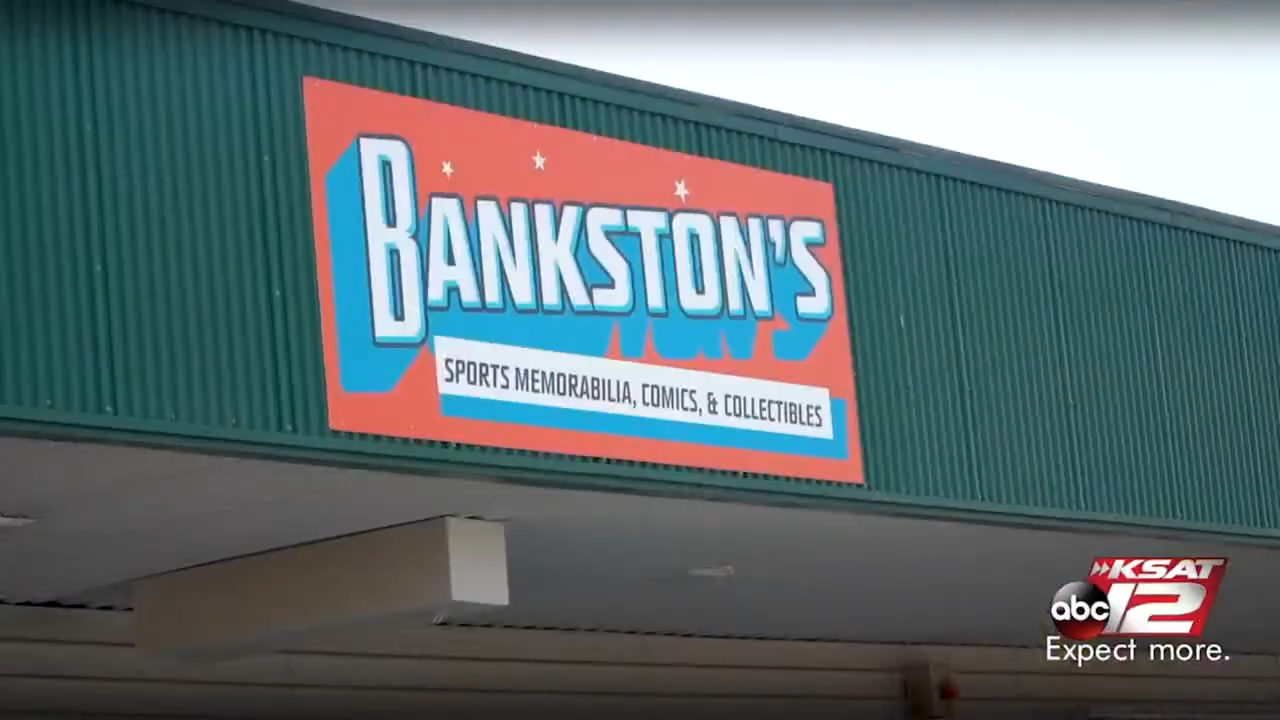 BANKSTON'S
SPORTS MEMORABILIA, COMICS, & COLLECTIBLES
KSAT
abc 12
Expect more.